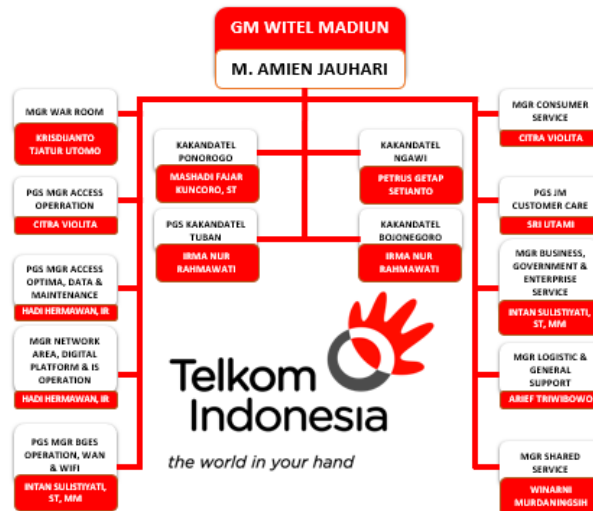 GM WITEL MADIUN
M. AMIEN JAUHARI
MGR WAR ROOM
KRISDIJANTO
TJATUR UTOMO
PGS MGR ACCESS
OPERRATION
CITRA VIOLITA
PGS MGR ACCESS
OPTIMA, DATA &
MAINTENANCE
HADI HERMAWAN, IR
MGR NETWORK
AREA, DIGITAL
PLATFORM & IS
OPERATION
HADI HERMAWAN, IR
PGS MGR BGES
OPERATION, WAN
& WIFI
INTAN SULISTIYATI,
ST, MM
KAKANDATEL
PONOROGO
MASHADI FAJAR
KUNCORO, ST
PGS KAKANDATEL
TUBAN
IRMA NUR
RAHMAWATI
KAKANDATEL
NGAWI
PETRUS GETAP
SETIANTO
KAKANDATEL
BOJONEGORO
IRMA NUR
RAHMAWATI
MGR CONSUMER
SERVICE
CITRA VIOLITA
PGS JM
CUSTOMER CARE
SRI UTAMI
MGR BUSINESS,
GOVERNMENT &
ENTERPRISE
SERVICE
INTAN SULISTIYATI,
ST, MM
MGR LOGISTIC &
GENERAL
SUPPORT
ARIEF TRIWIBOWO
MGR SHARED
SERVICE
WINARNI
MURDANINGSIH
Telkom
Indonesia
the world in your hand